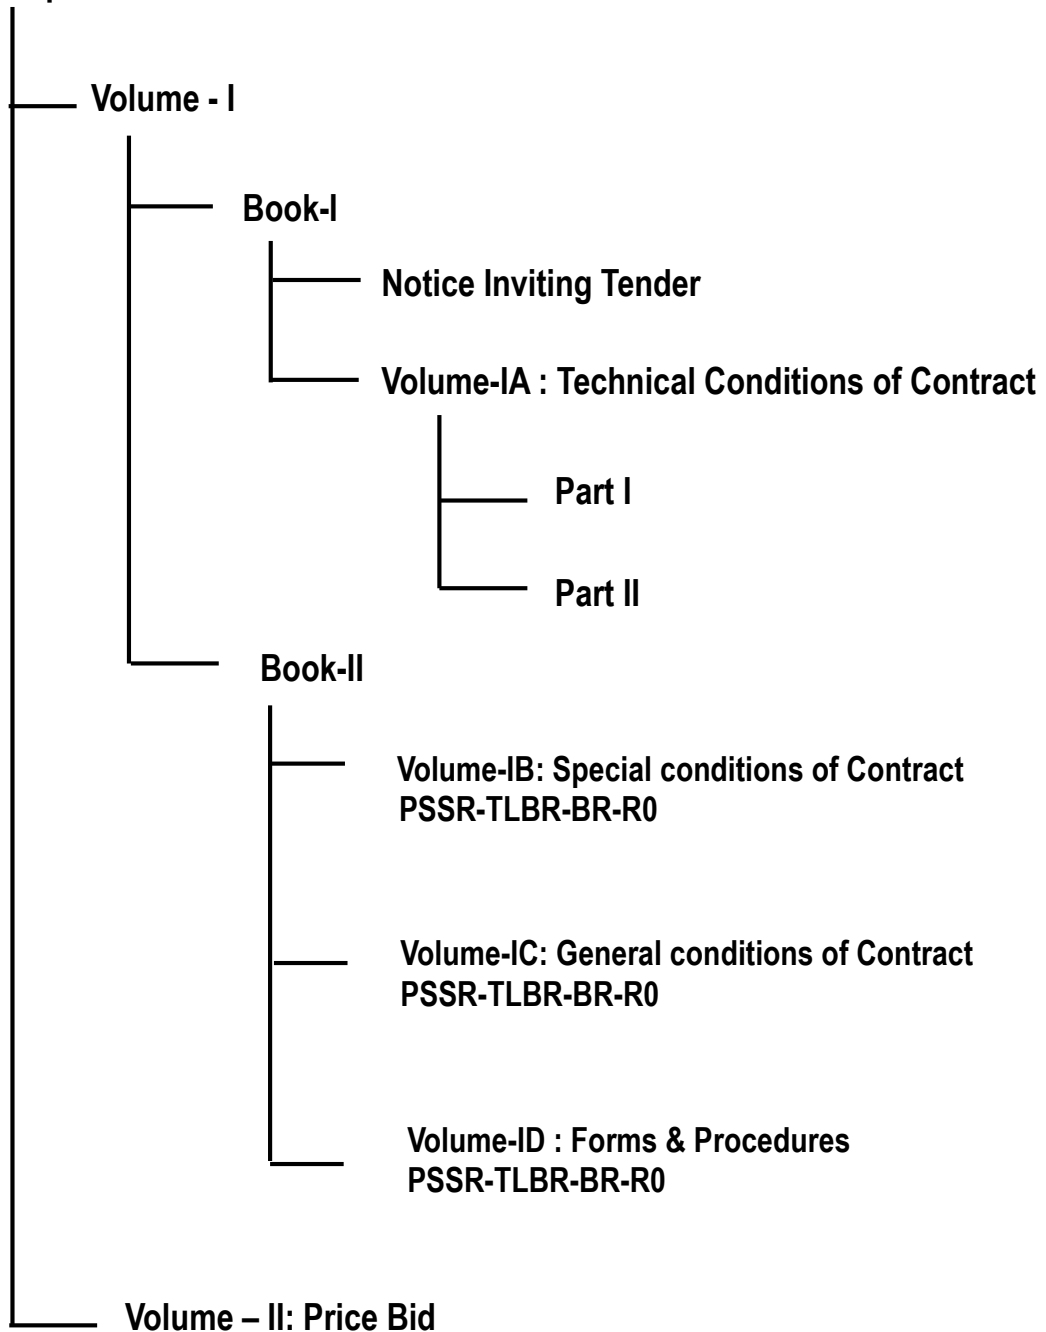 Volume - I
Book-I
Notice Inviting Tender
Volume-IA : Technical Conditions of Contract
Part I
Part II
Book-II
Volume-IB: Special conditions of Contract
PSSR-TLBR-BR-R0
Volume-IC: General conditions of Contract
PSSR-TLBR-BR-R0
Volume-ID : Forms & Procedures
PSSR-TLBR-BR-R0
Volume – II: Price Bid